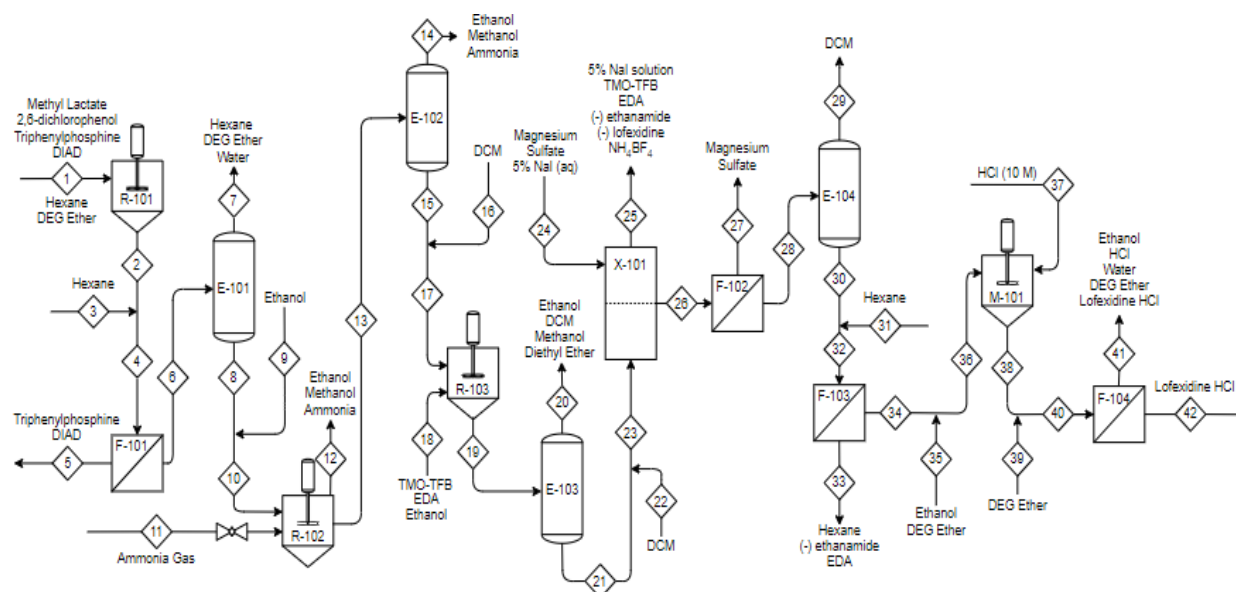 Methyl Lactate
2,6-dichlorophenol
Triphenylphosphine
DIAD
1
Hexane
DEG Ether
R-101
2
Hexane
3
4
Triphenylphosphine
DIAD
5
F-101
6
Hexane
DEG Ether
Water
7
E-101
8
Ethanol
9
10
11
Ammonia Gas
Ethanol
Methanol
Ammonia
12
R-102
13
14
Ethanol
Methanol
Ammonia
E-102
15
DCM
16
17
R-103
18
TMO-TFB
EDA
Ethanol
19
Ethanol
DCM
Methanol
Diethyl Ether
20
E-103
21
22
DCM
23
Magnesium
Sulfate
5% NaI (aq)
24
5% NaI solution
TMO-TFB
EDA
(-) ethanamide
(-) lofexidine
NH4BF4
25
X-101
26
Magnesium
Sulfate
27
F-102
28
DCM
29
E-104
30
Hexane
31
32
F-103
33
Hexane
(-) ethanamide
EDA
34
35
Ethanol
DEG Ether
36
HCl (10 M)
37
M-101
38
39
DEG Ether
40
Ethanol
HCl
Water
DEG Ether
Lofexidine HCl
41
F-104
Lofexidine HCl
42